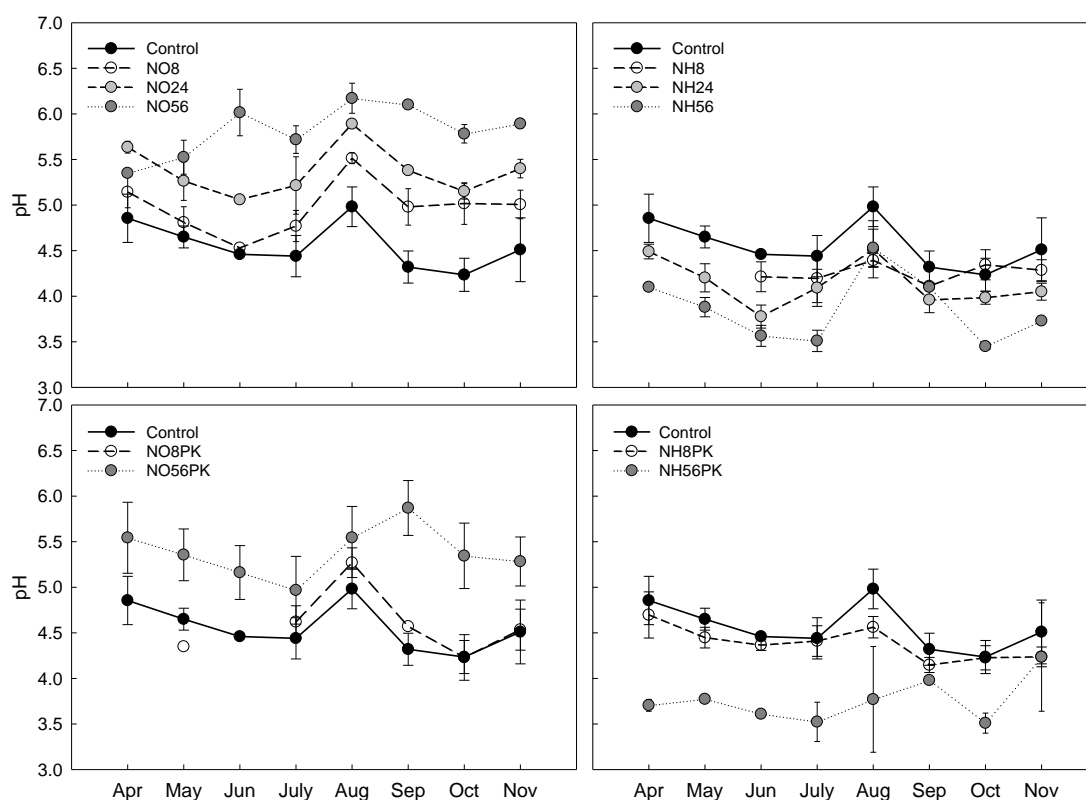 7.0
6.5
6.0
5.5
5.0
4.5
4.0
3.5
3.0
pH
Control
NO8
NO24
NO56
Control
NH8
NH24
NH56
7.0
6.5
6.0
5.5
5.0
4.5
4.0
3.5
3.0
pH
Control
NO8PK
NO56PK
Control
NH8PK
NH56PK
Apr May Jun July Aug Sep Oct Nov
Apr May Jun July Aug Sep Oct Nov